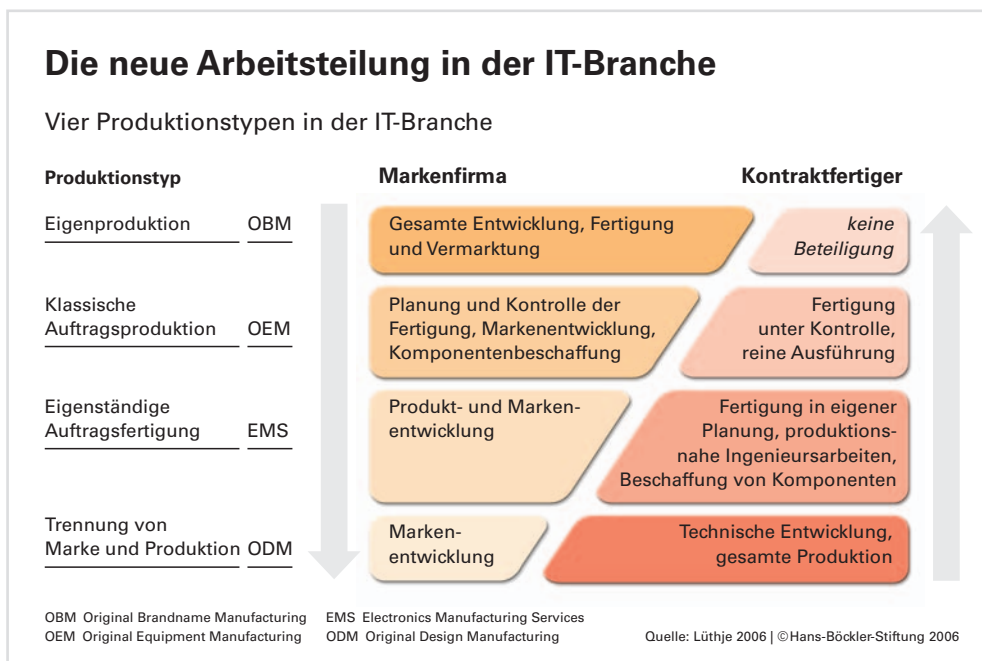 Die neue Arbeitsteilung in der IT-Branche
Vier Produktionstypen in der IT-Branche
Produktionstyp
Markenfirma
Kontraktfertiger
Eigenproduktion OBM
Gesamte Entwicklung, Fertigung
und Vermarktung
keine
Beteiligung
Klassische
Auftragsproduktion OEM
Planung und Kontrolle der
Fertigung, Markenentwicklung,
Komponentenbeschaffung
Fertigung
unter Kontrolle,
reine Ausführung
Eigenständige
Auftragsfertigung EMS
Produkt- und Marken-
entwicklung
Fertigung in eigener
Planung, produktions-
nahe Ingenieursarbeiten,
Beschaffung von Komponenten
Trennung von
Marke und Produktion ODM
Marken-
entwicklung
Technische Entwicklung,
gesamte Produktion
OBM Original Brandname Manufacturing EMS Electronics Manufacturing Services
OEM Original Equipment Manufacturing ODM Original Design Manufacturing Quelle: Lüthje 2006 | ©Hans-Böckler-Stiftung 2006